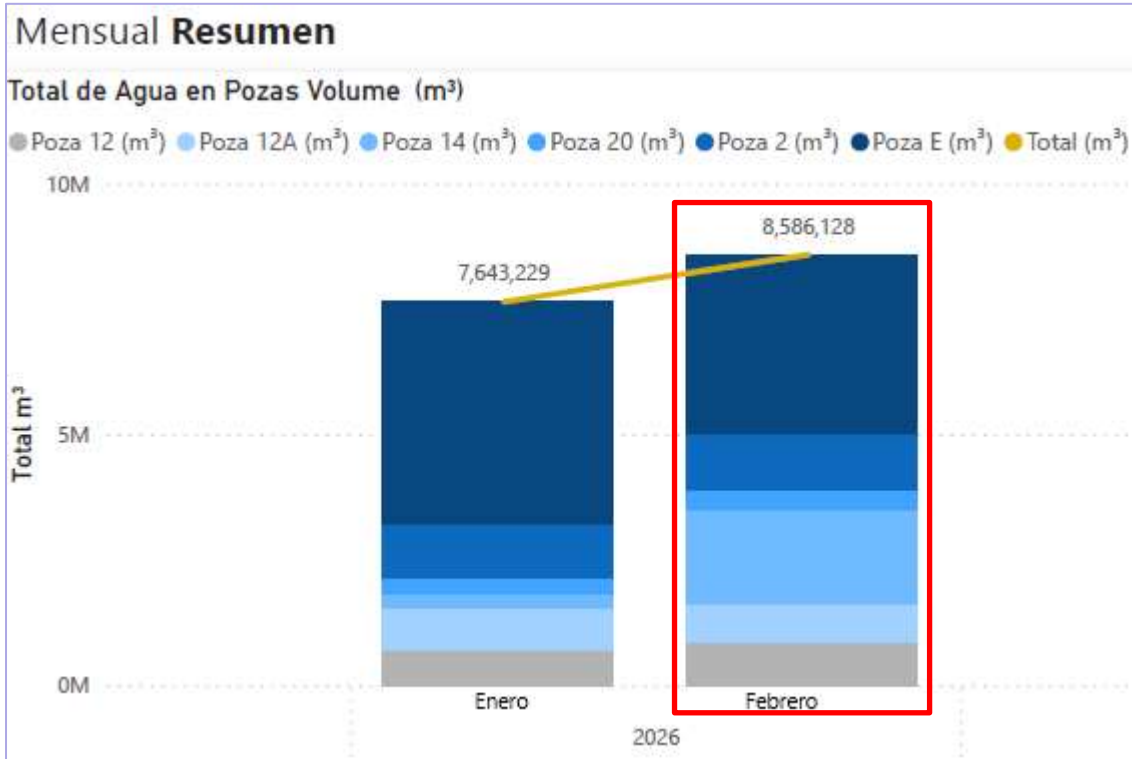 Mensual Resumen
Total de Agua en Pozas Volume (m³)
Poza 12 (m³) Poza 12A (m³) Poza 14 (m³) Poza 20 (m³) Poza 2 (m³) Poza E (m³) Total (m³)
10M
8,586,128
7,643,229
Total m³
5M
0M
Enero Febrero
2026